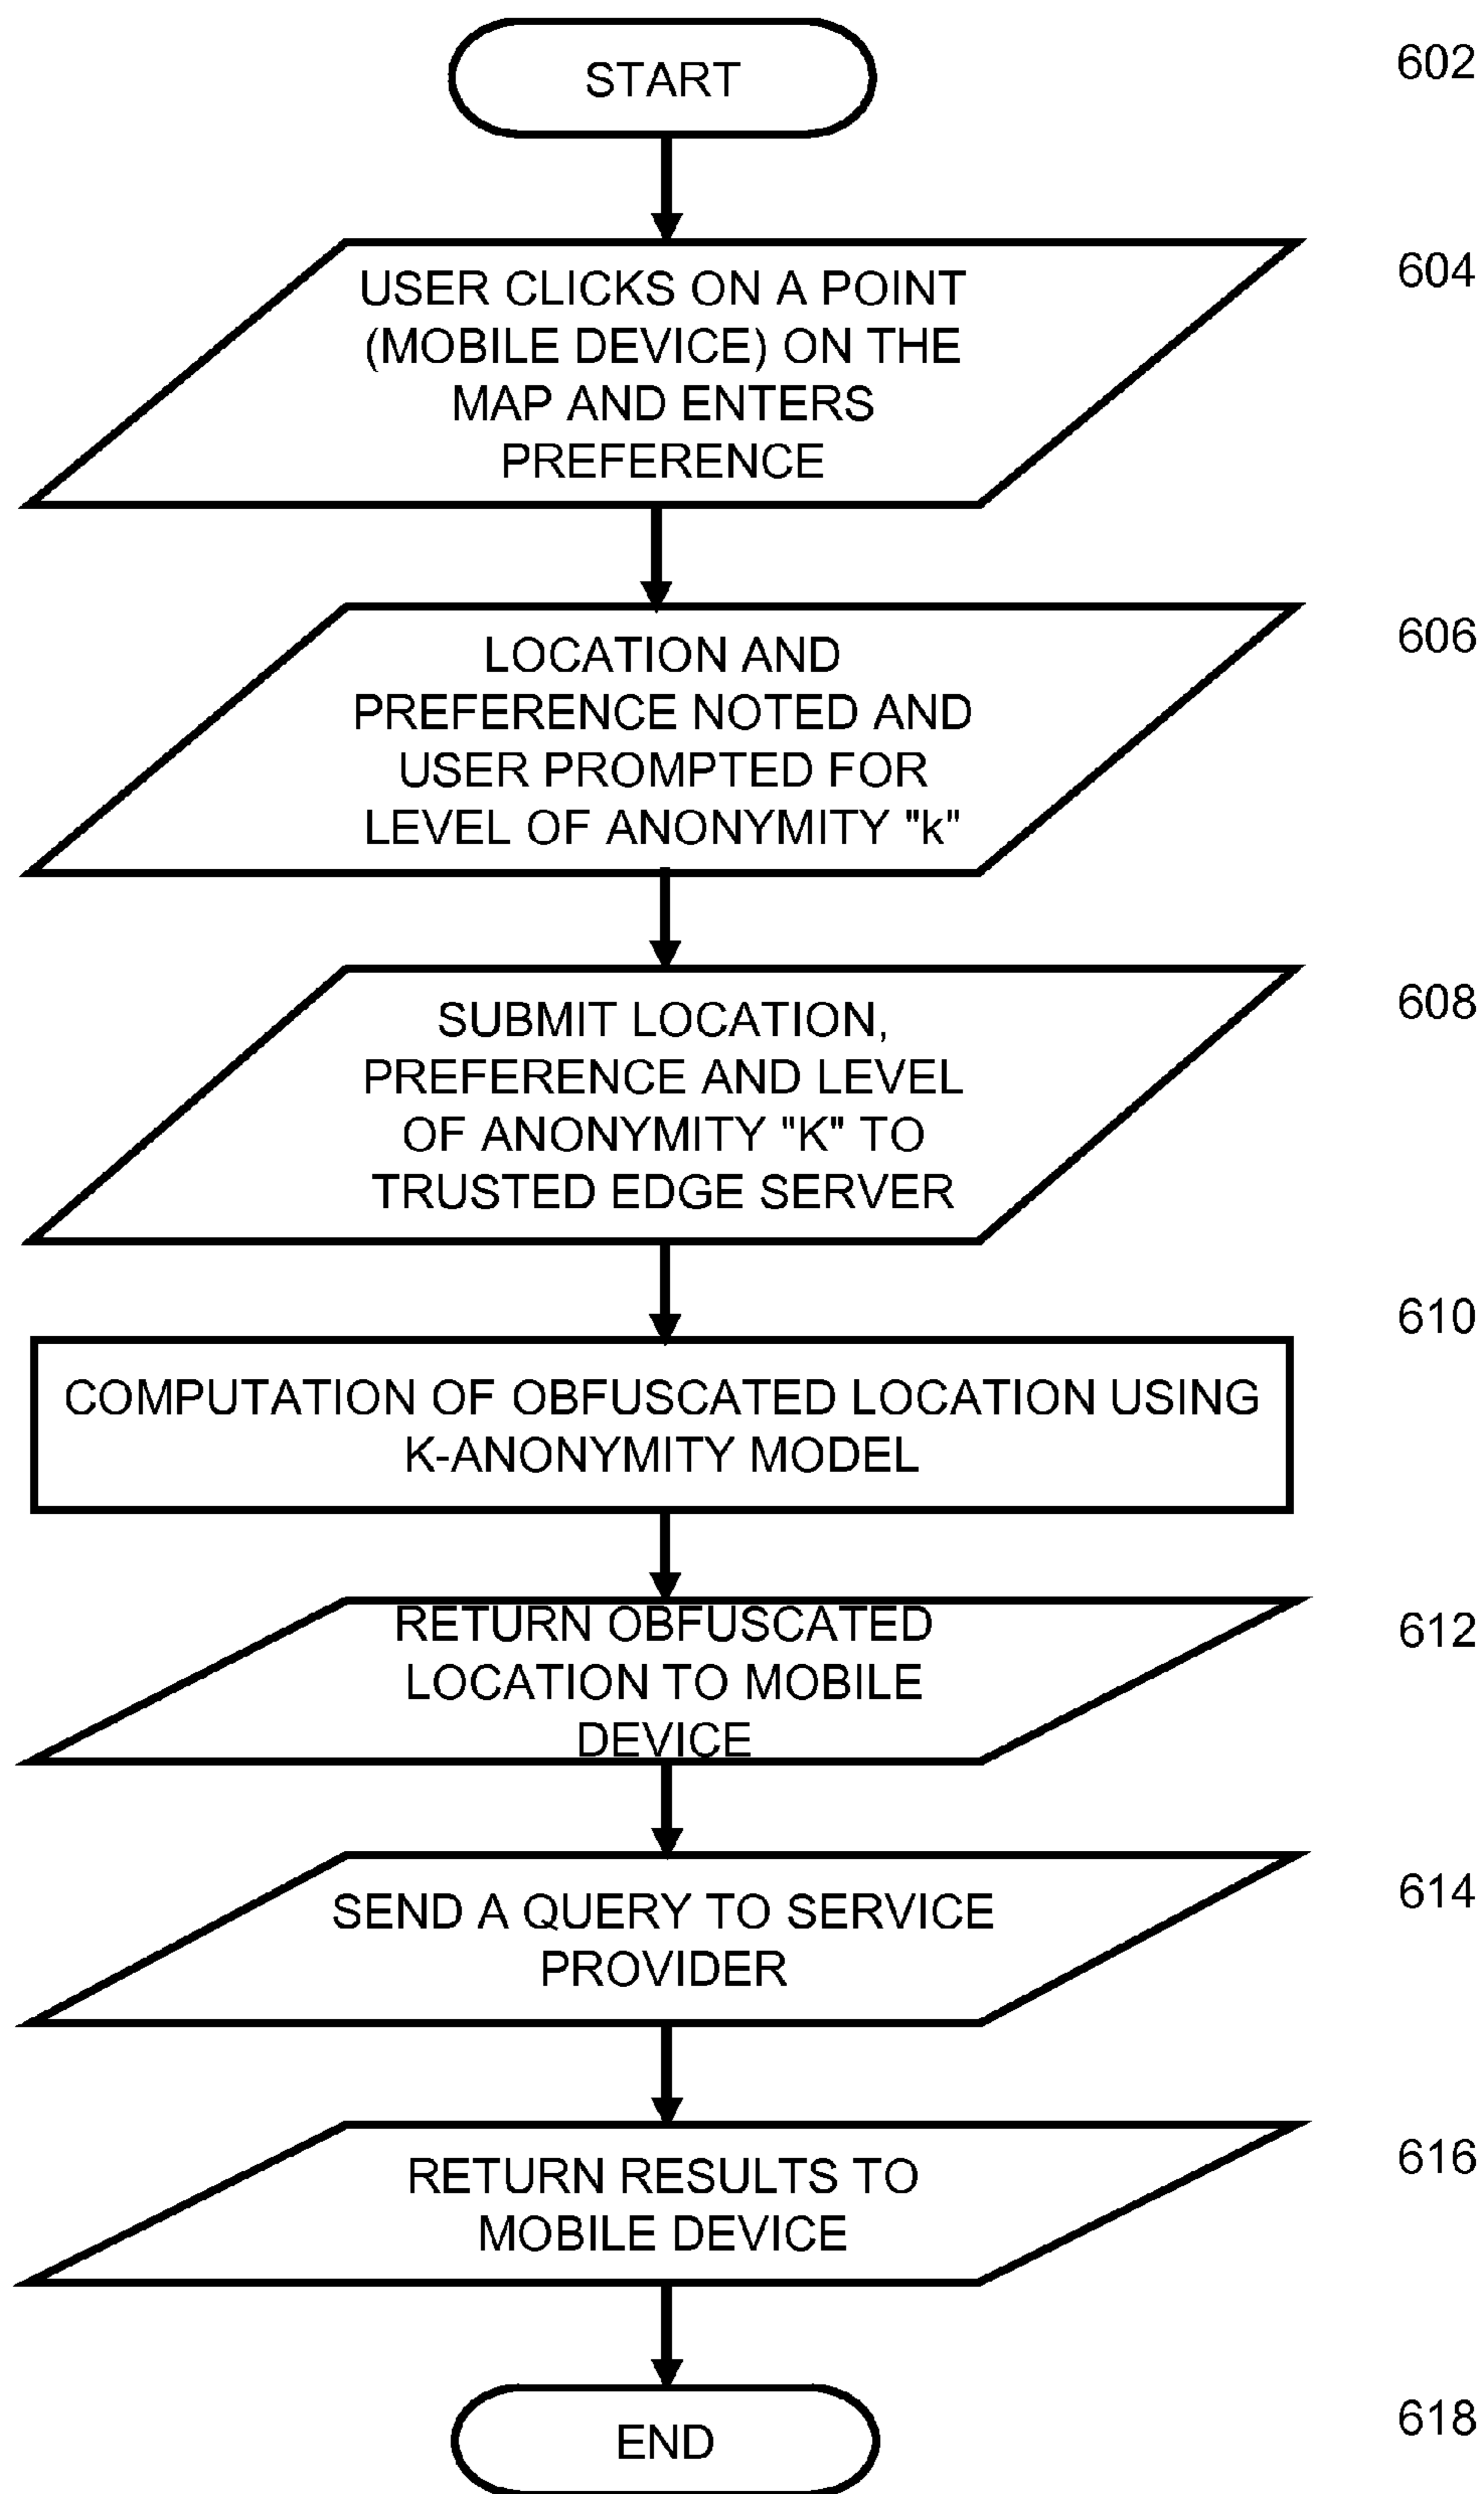 START
602
USER CLICKS ON A POINT
(MOBILE DEVICE) ON THE
MAP AND ENTERS
PREFERENCE
604
LOCATION AND
PREFERENCE NOTED AND
USER PROMPTED FOR
LEVEL OF ANONYMITY "k"
606
SUBMIT LOCATION,
PREFERENCE AND LEVEL
OF ANONYMITY "K" TO
TRUSTED EDGE SERVER
608
COMPUTATION OF OBFUSCATED LOCATION USING
K-ANONYMITY MODEL
610
RETURN OBFUSCATED
LOCATION TO MOBILE
DEVICE
612
SEND A QUERY TO SERVICE
PROVIDER
614
RETURN RESULTS TO
MOBILE DEVICE
616
END
618